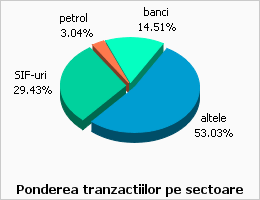 petrol
3.04%
banci
14.51%
SIF-uri
29.43%
altele
53.03%
Ponderea tranzactiilor pe sectoare